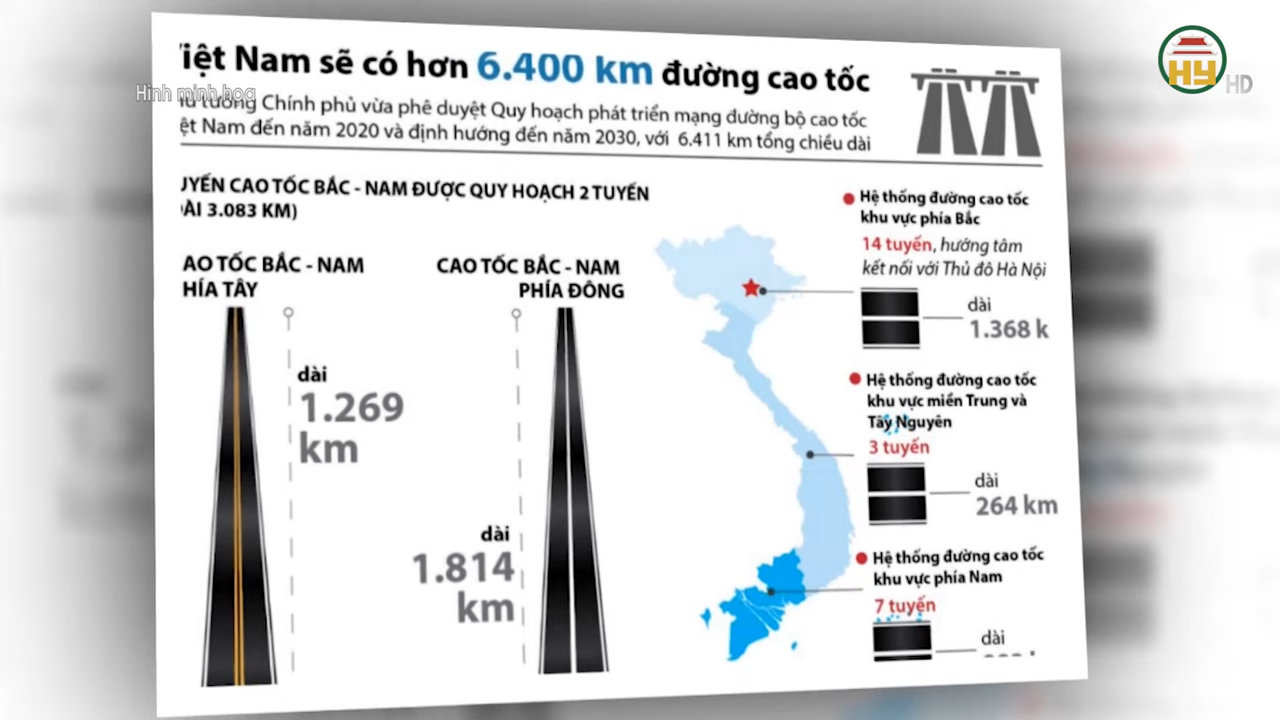 iệt Nam sẽ có hơn 6.400 km đường cao tốc
Hình minh họa
tướng Chính phủ vừa phê duyệt Quy hoạch phát triển mạng đường bộ cao tốc
ệt Nam đến năm 2020 và định hướng đến năm 2030, với 6.411 km tổng chiều dài
UYẾN CAO TỐC BẮC - NAM ĐƯỢC QUY HOẠCH 2 TUYẾN
ÀI 3.083 KM)
AO TỐC BẮC - NAM
HÍA TÂY
dài
1.269
km
CAO TỐC BẮC - NAM
PHÍA ĐÔNG
dài
1.814
km
Hệ thống đường cao tốc
khu vực phía Bắc
14 tuyến, hướng tâm
kết nối với Thủ đô Hà Nội
dài
1.368 k
Hệ thống đường cao tốc
khu vực miền Trung và
Tây Nguyên
3 tuyến
dài
264 km
Hệ thống đường cao tốc
khu vực phía Nam
7 tuyến
dài
HY HD